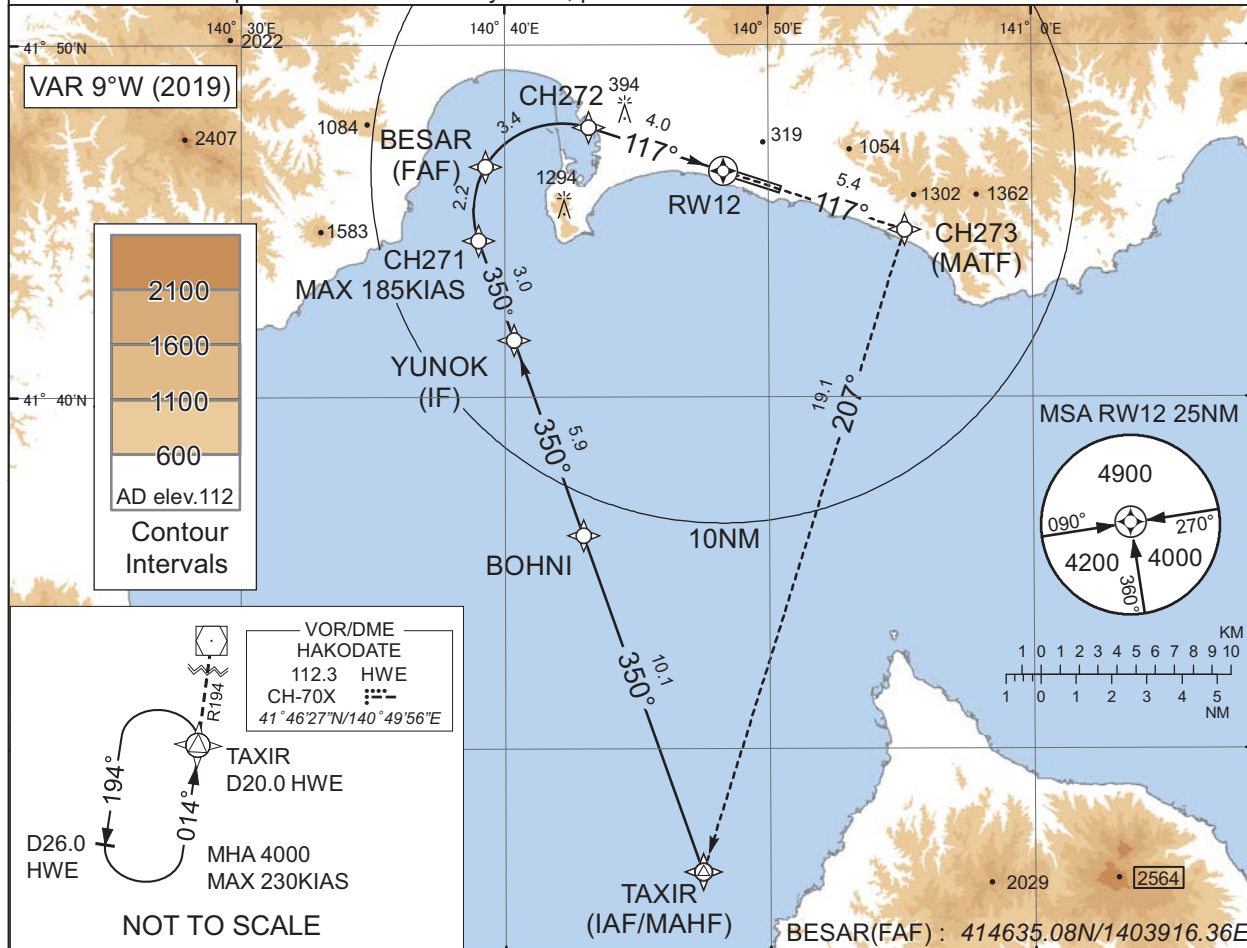 140° 30'E
140° 40'E
140° 50'E
141° 0'E
41° 50'N
2022
VAR 9°W (2019)
2407
1084
BESAR
(FAF)
3.4
CH272
394
4.0
117°
319
1054
2.2
1294
RW12
5.4
117°
1302
1362
1583
CH271
MAX 185KIAS
CH273
(MATF)
2100
1600
1100
600
AD elev.112
Contour
Intervals
350°
3.0
YUNOK
(IF)
41° 40'N
19.1
207°
MSA RW12 25NM
4900
090°
270°
4200
4000
360°
350°
5.9
10NM
BOHNI
KM
1 0 1 2 3 4 5 6 7 8 9 10
1 0 1 2 3 4 5
NM
350°
10.1
VOR/DME
HAKODATE
112.3 HWE
CH-70X
41°46'27"N/140°49'56"E
R194
TAXIR
D20.0 HWE
194°
014°
D26.0
HWE
MHA 4000
MAX 230KIAS
NOT TO SCALE
TAXIR
(IAF/MAHF)
2029
2564
BESAR(FAF) : 414635.08N/1403916.36E